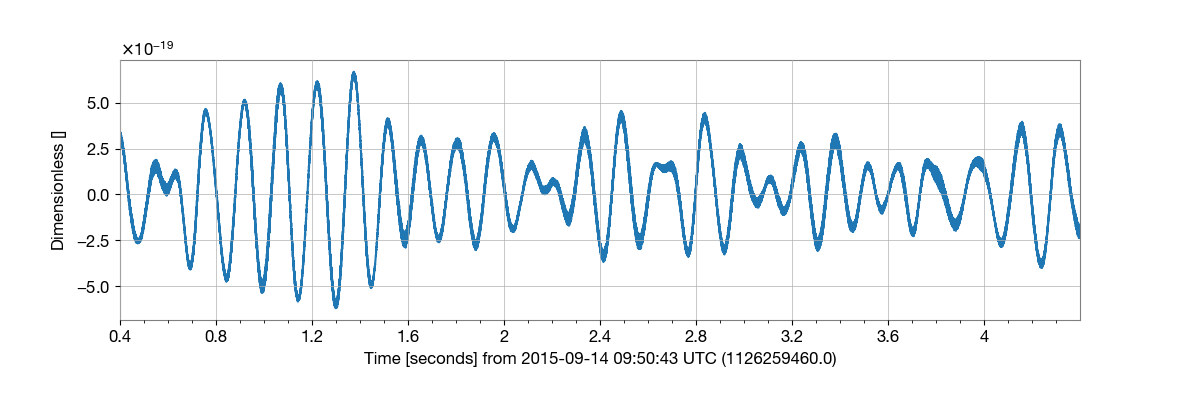 ×10⁻¹⁹
5.0
2.5
0.0
−2.5
−5.0
Dimensionless []
0.4 0.8 1.2 1.6 2 2.4 2.8 3.2 3.6 4
Time [seconds] from 2015-09-14 09:50:43 UTC (1126259460.0)